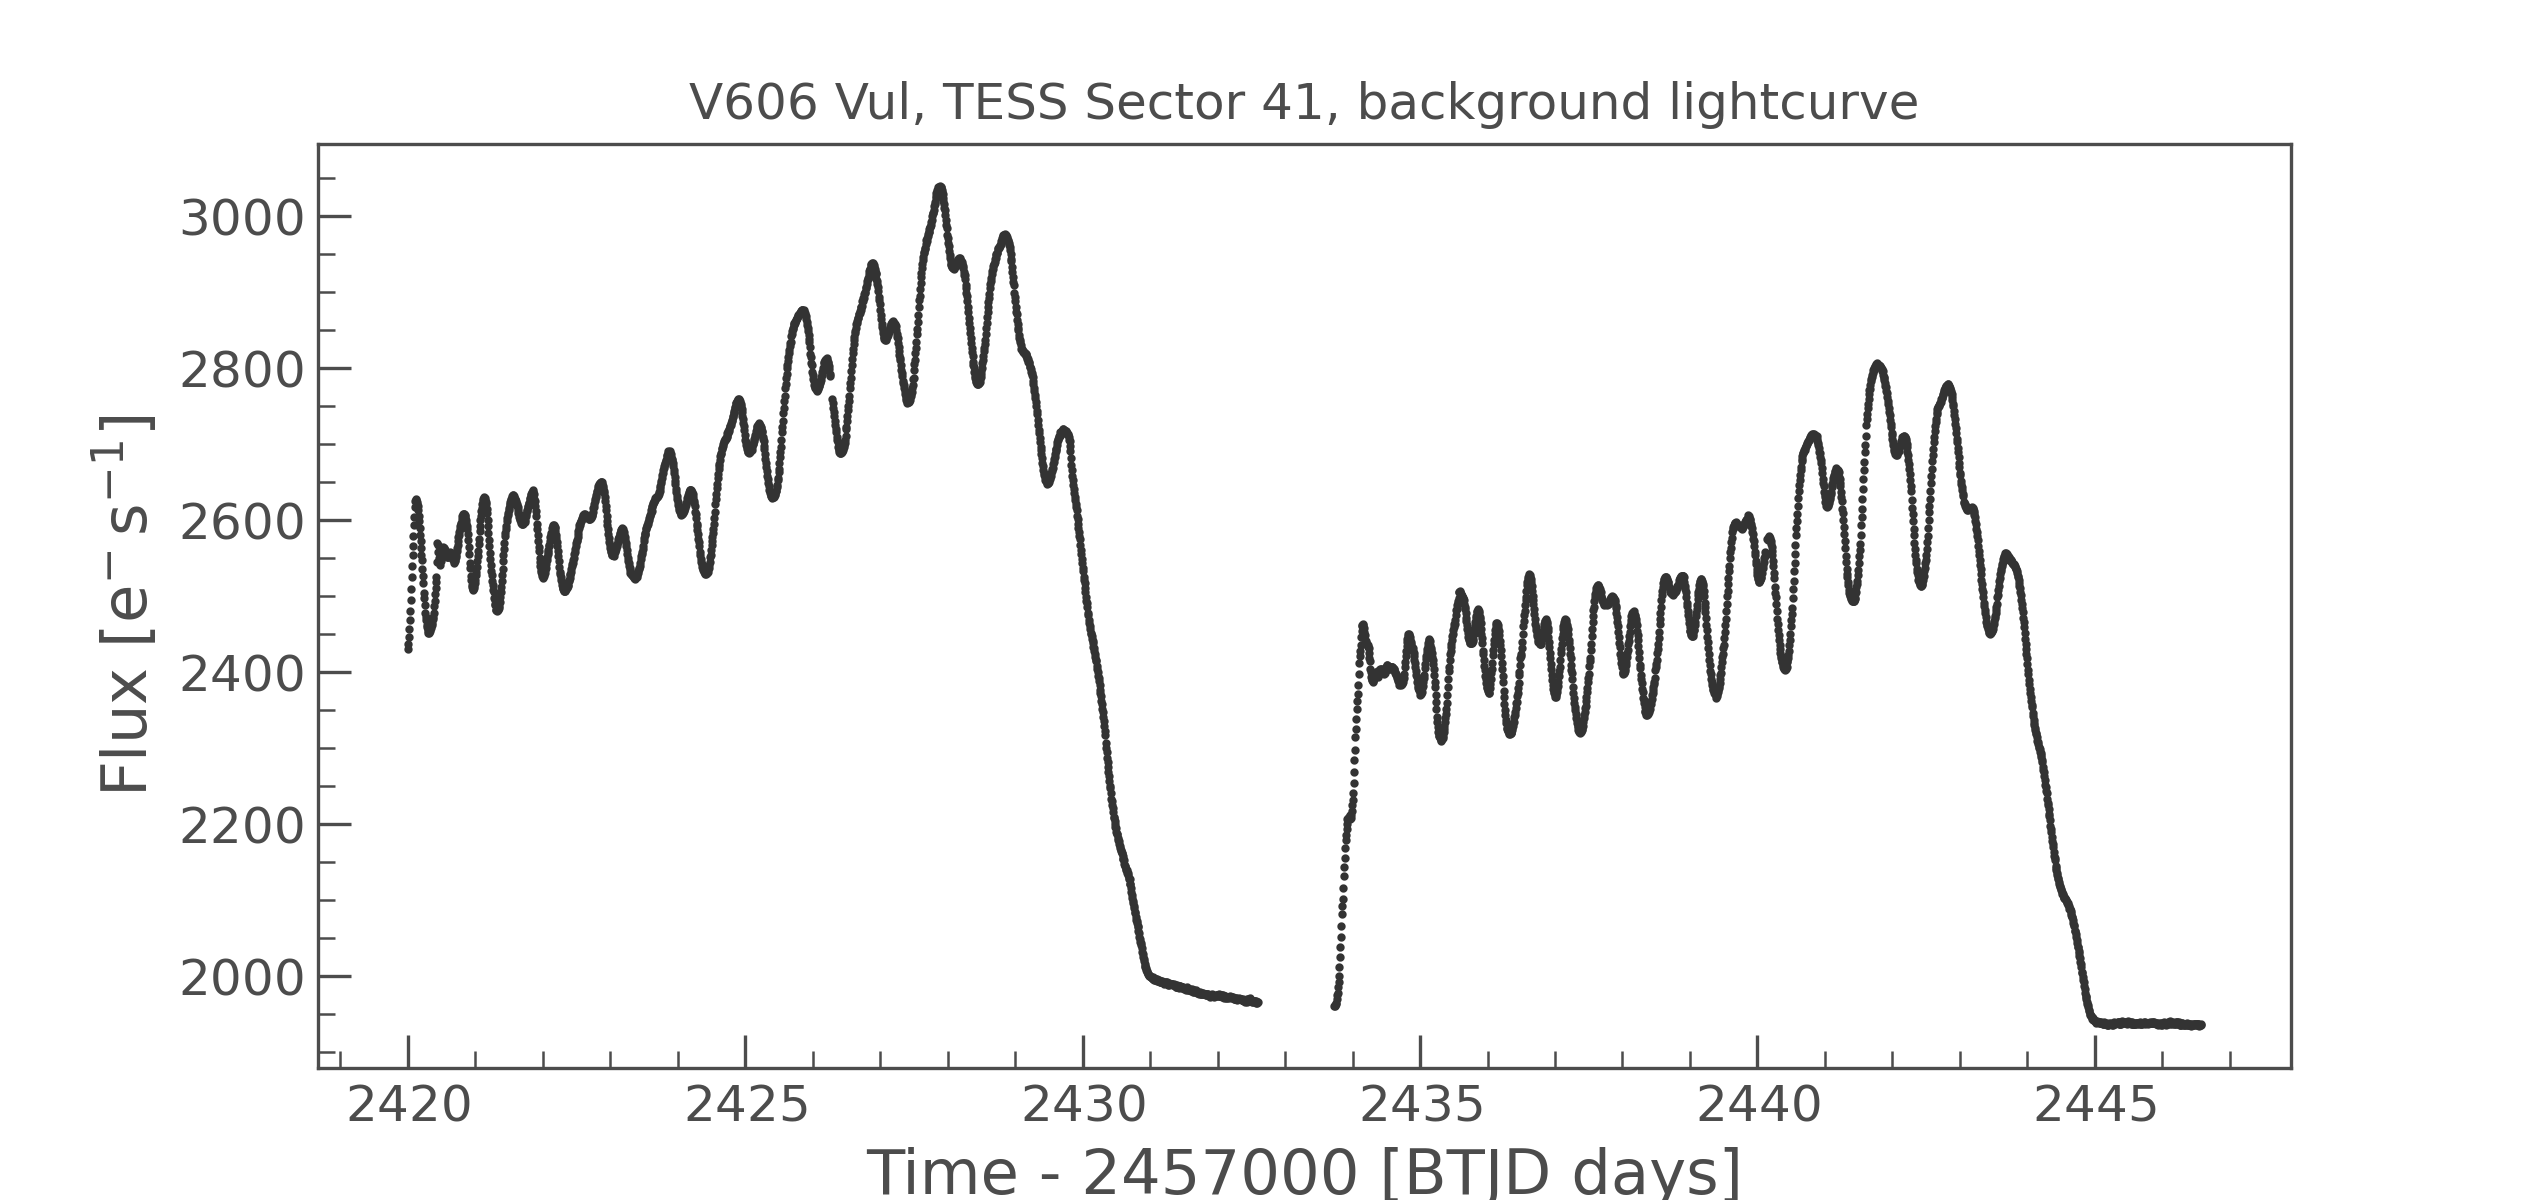 V606 Vul, TESS Sector 41, background lightcurve
Flux [e⁻ s⁻¹]
3000
2800
2600
2400
2200
2000
2420 2425 2430 2435 2440 2445
Time - 2457000 [BTJD days]